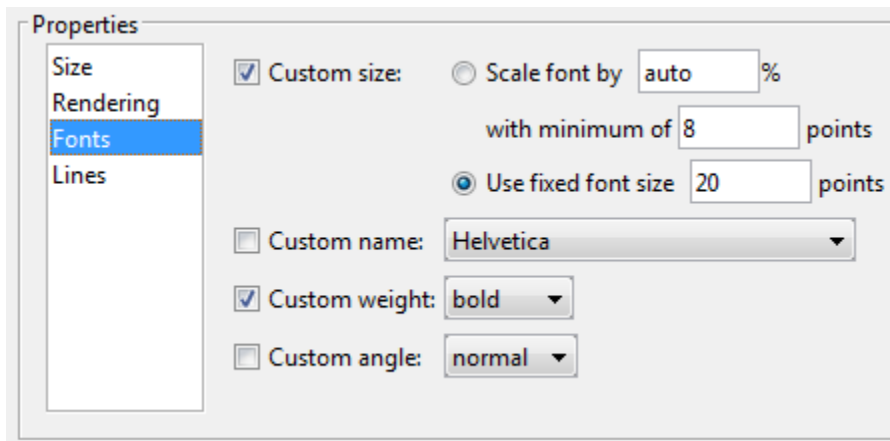 Properties
Size
Rendering
Fonts
Lines
Custom size:
Scale font by auto %
with minimum of 8 points
Use fixed font size 20 points
Custom name: Helvetica
Custom weight: bold
Custom angle: normal